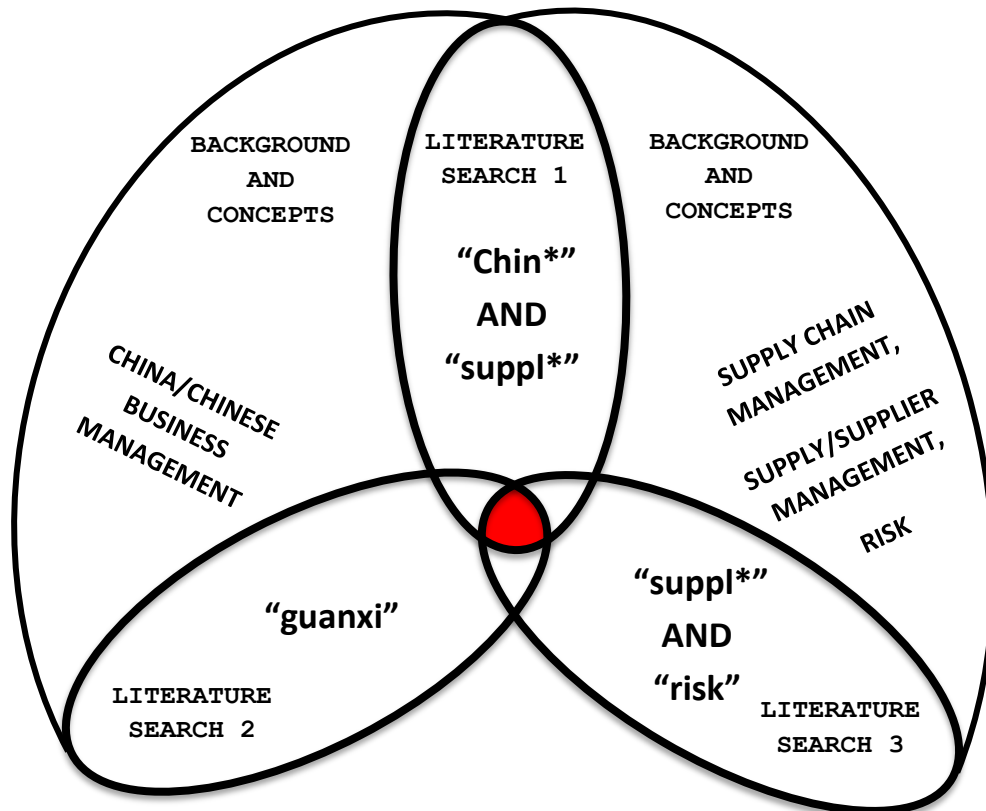 BACKGROUND
AND
CONCEPTS
LITERATURE
SEARCH 1
BACKGROUND
AND
CONCEPTS
“Chin*”
AND
“suppl*”
CHINA/CHINESE
BUSINESS
MANAGEMENT
SUPPLY CHAIN
MANAGEMENT,
SUPPLY/SUPPLIER
MANAGEMENT,
RISK
“guanxi”
LITERATURE
SEARCH 2
“suppl*”
AND
“risk”
LITERATURE
SEARCH 3